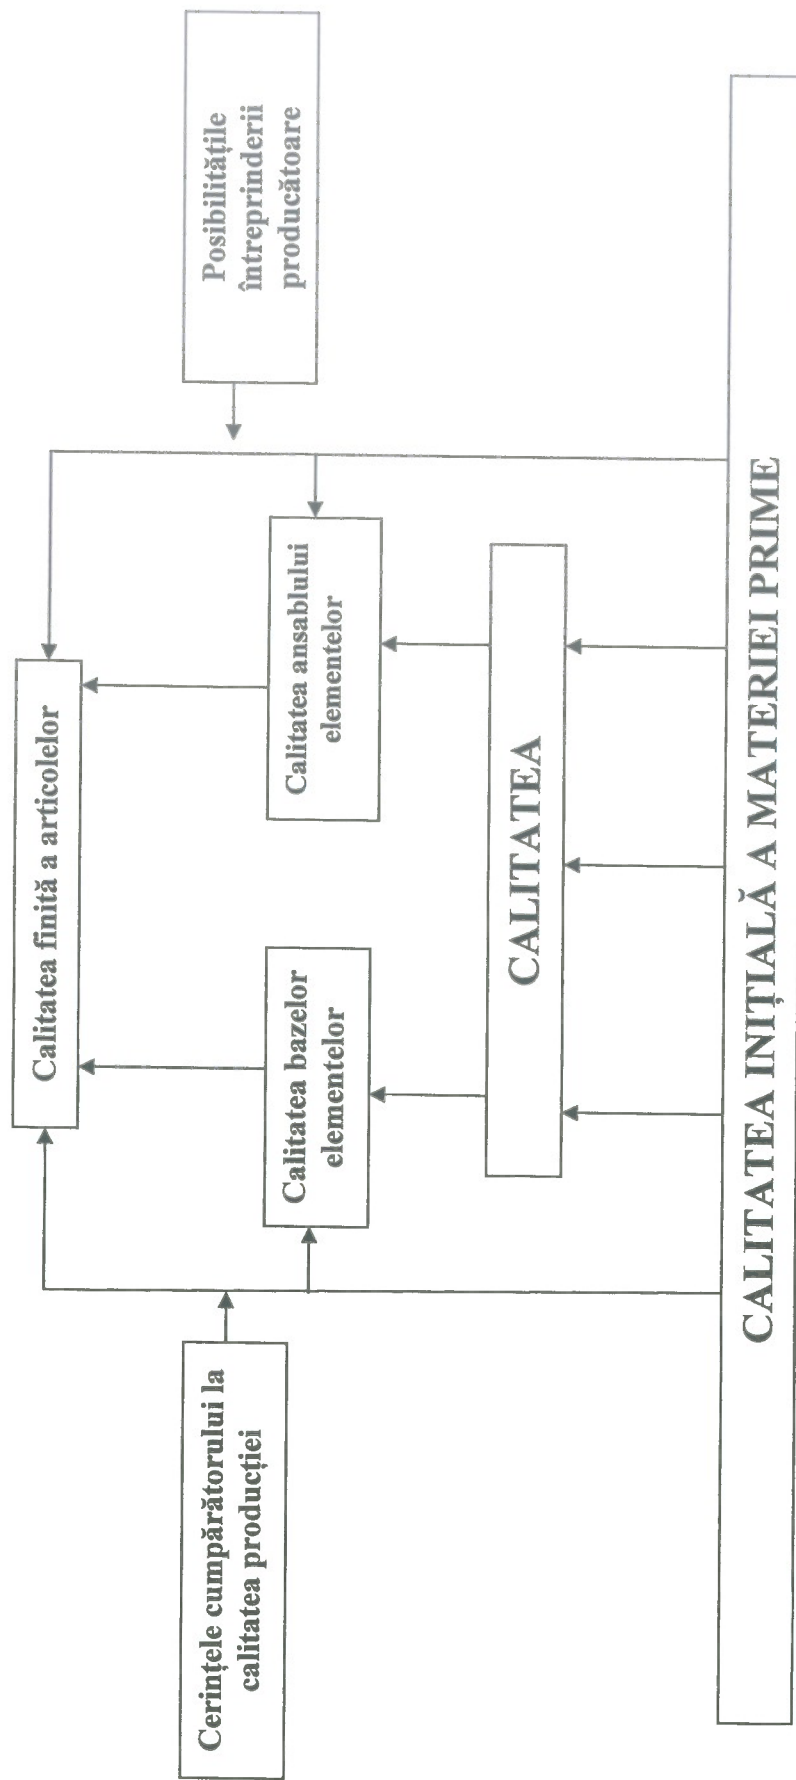 Calitatea finită a articolelor
Cerințele cumpărătorului la
calitatea producției
Posibilitățile
întreprinderii
producătoare
Calitatea bazelor
elementelor
Calitatea ansablului
elementelor
CALITATEA
CALITATEA INIȚIALĂ A MATERIEI PRIME